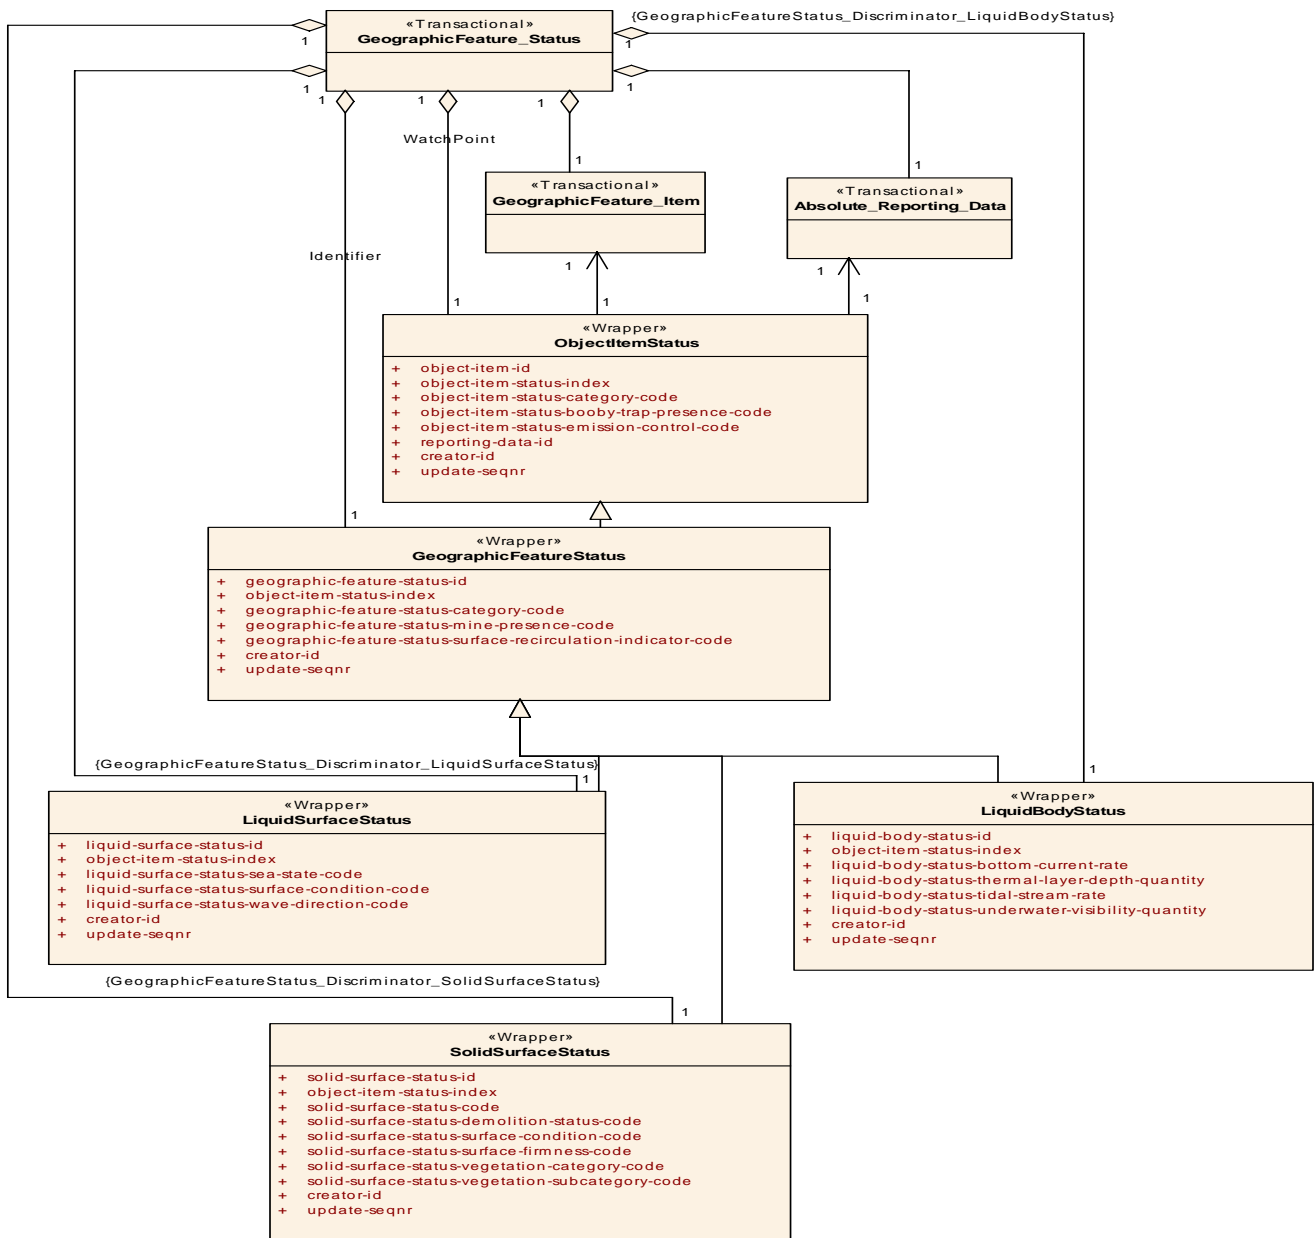 «Transactional»
GeographicFeature_Status
{GeographicFeatureStatus_Discriminator_LiquidBodyStatus}
1
1
1
1
1
1
1
WatchPoint
1
1
«Transactional»
GeographicFeature_Item
«Transactional»
Absolute_Reporting_Data
Identifier
1
1
1
1
1
«Wrapper»
ObjectItemStatus
+ object-item-id
+ object-item-status-index
+ object-item-status-category-code
+ object-item-status-booby-trap-presence-code
+ object-item-status-emission-control-code
+ reporting-data-id
+ creator-id
+ update-seqnr
1
«Wrapper»
GeographicFeatureStatus
+ geographic-feature-status-id
+ object-item-status-index
+ geographic-feature-status-category-code
+ geographic-feature-status-mine-presence-code
+ geographic-feature-status-surface-recirculation-indicator-code
+ creator-id
+ update-seqnr
{GeographicFeatureStatus_Discriminator_LiquidSurfaceStatus}
1
1
«Wrapper»
LiquidSurfaceStatus
+ liquid-surface-status-id
+ object-item-status-index
+ liquid-surface-status-sea-state-code
+ liquid-surface-status-surface-condition-code
+ liquid-surface-status-wave-direction-code
+ creator-id
+ update-seqnr
«Wrapper»
LiquidBodyStatus
+ liquid-body-status-id
+ object-item-status-index
+ liquid-body-status-bottom-current-rate
+ liquid-body-status-thermal-layer-depth-quantity
+ liquid-body-status-tidal-stream-rate
+ liquid-body-status-underwater-visibility-quantity
+ creator-id
+ update-seqnr
{GeographicFeatureStatus_Discriminator_SolidSurfaceStatus}
1
«Wrapper»
SolidSurfaceStatus
+ solid-surface-status-id
+ object-item-status-index
+ solid-surface-status-code
+ solid-surface-status-demolition-status-code
+ solid-surface-status-surface-condition-code
+ solid-surface-status-surface-firmness-code
+ solid-surface-status-vegetation-category-code
+ solid-surface-status-vegetation-subcategory-code
+ creator-id
+ update-seqnr